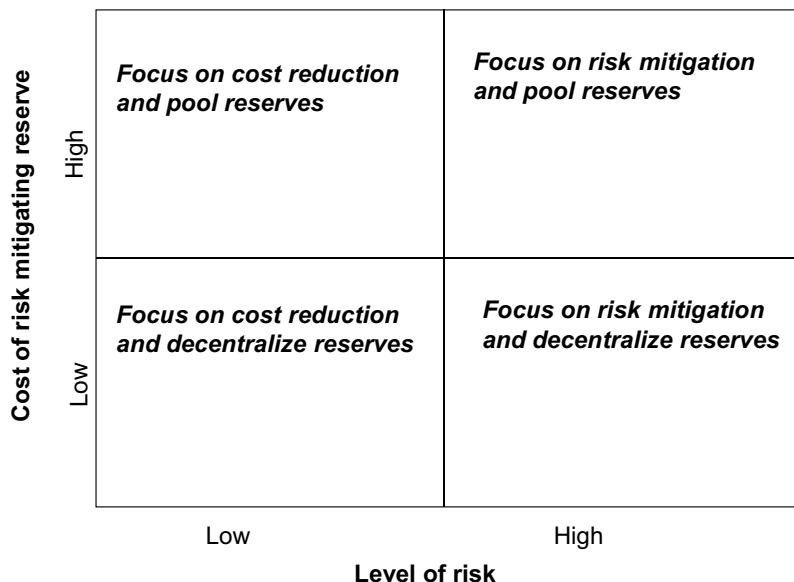 Cost of risk mitigating reserve
High
Low
Focus on cost reduction
and pool reserves
Focus on risk mitigation
and pool reserves
Focus on cost reduction
and decentralize reserves
Focus on risk mitigation
and decentralize reserves
Low
High
Level of risk